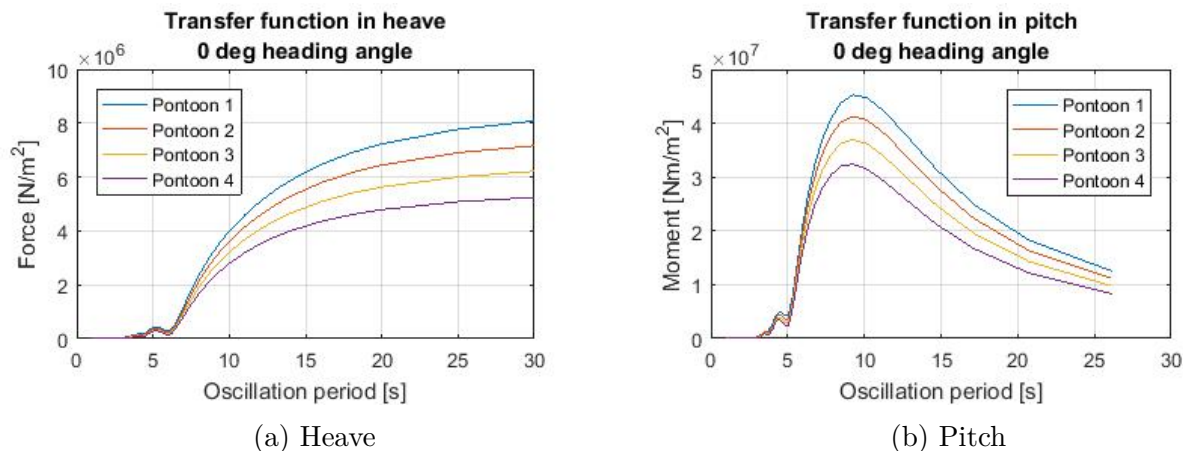 Transfer function in heave
0 deg heading angle
×10^6
10
8
6
4
2
0
Force [N/m^2]
Pontoon 1
Pontoon 2
Pontoon 3
Pontoon 4
0 5 10 15 20 25 30
Oscillation period [s]
(a) Heave
Transfer function in pitch
0 deg heading angle
×10^7
5
4
3
2
1
0
Moment [Nm/m^2]
Pontoon 1
Pontoon 2
Pontoon 3
Pontoon 4
0 5 10 15 20 25 30
Oscillation period [s]
(b) Pitch